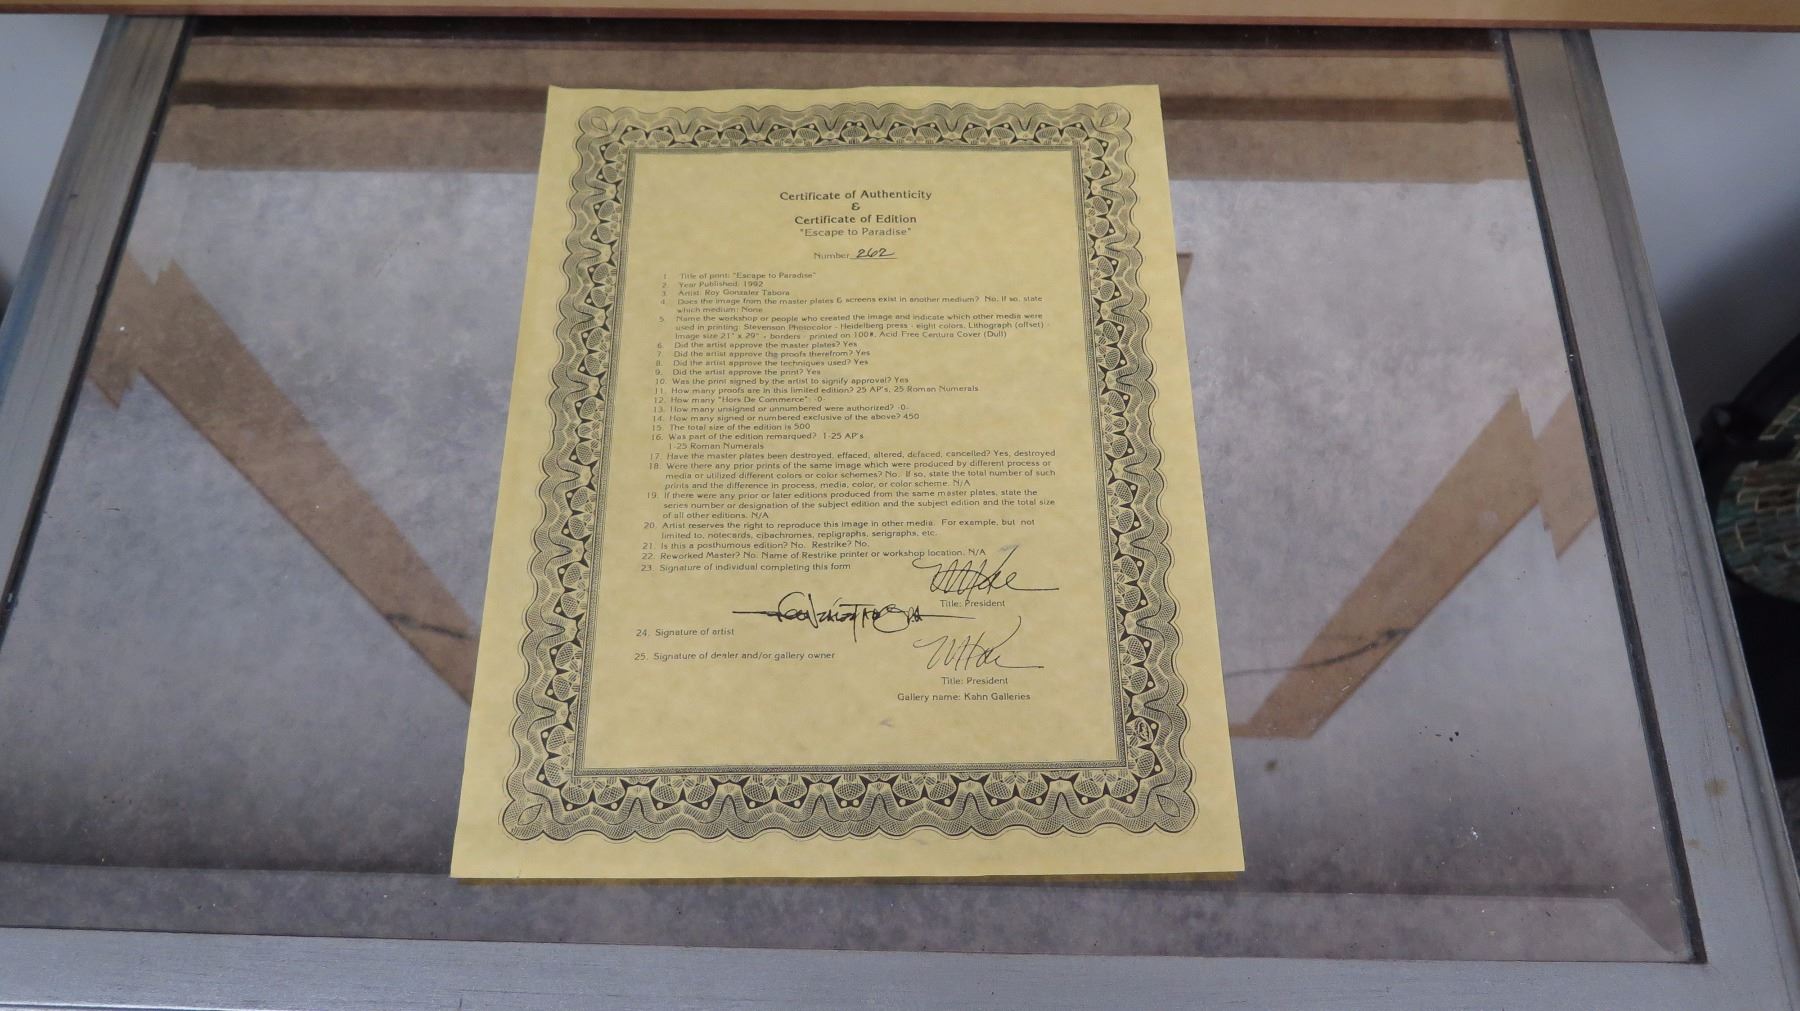 Certificate of Authenticity
&
Certificate of Edition
"Escape to Paradise"
Number 262
1. Title of print: "Escape to Paradise"
2. Year Published: 1992
3. Artist: Roy Gonzalez Tabora
4. Does the image from the master plates & screens exist in another medium? No. If so, state
which medium: None
5. Name the workshop or people who created the image and indicate which other media were
used in printing: Stevenson Photocolor - Heidelberg press - eight colors. Lithograph (offset) -
Image size 21" x 29" + borders - printed on 100#, Acid Free Centura Cover (Dull)
6. Did the artist approve the master plates? Yes
7. Did the artist approve the proofs therefrom? Yes
8. Did the artist approve the techniques used? Yes
9. Did the artist approve the print? Yes
10. Was the print signed by the artist to signify approval? Yes
11. How many proofs are in this limited edition? 25 AP's, 25 Roman Numerals
12. How many "Hors De Commerce": -0-
13. How many unsigned or unnumbered were authorized? -0-
14. How many signed or numbered exclusive of the above? 450
15. The total size of the edition is 500
16. Was part of the edition remarqued? 1-25 AP's
1-25 Roman Numerals
17. Have the master plates been destroyed, effaced, altered, defaced, cancelled? Yes, destroyed
18. Were there any prior prints of the same image which were produced by different process or
media or utilized different colors or color schemes? No. If so, state the total number of such
prints and the difference in process, media, color, or color scheme. N/A
19. If there were any prior or later editions produced from the same master plates, state the
series number or designation of the subject edition and the subject edition and the total size
of all other editions. N/A
20. Artist reserves the right to reproduce this image in other media. For example, but not
limited to, notecards, cibachromes, repligraphs, serigraphs, etc.
21. Is this a posthumous edition? No. Restrike? No.
22. Reworked Master? No. Name of Restrike printer or workshop location. N/A
23. Signature of individual completing this form
Title: President
24. Signature of artist
25. Signature of dealer and/or gallery owner
Title: President
Gallery name: Kahn Galleries